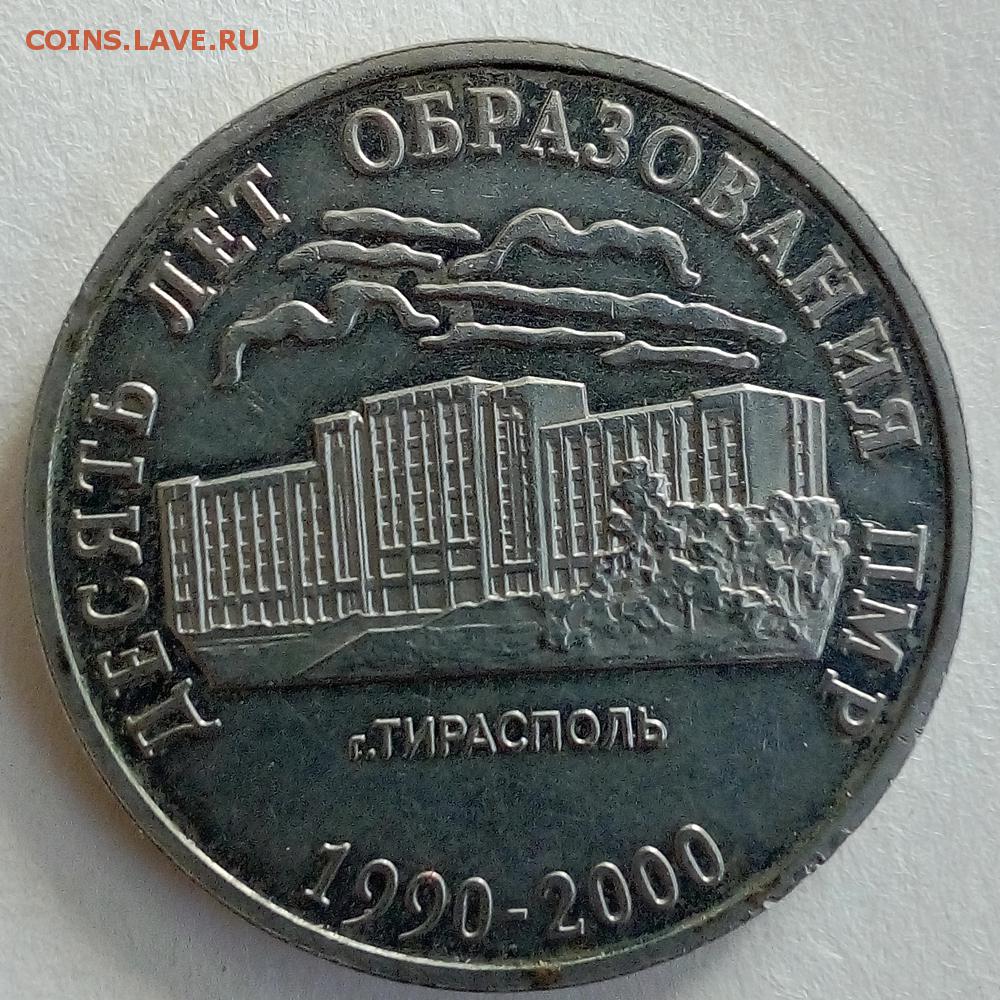 COINS.LAVE.RU
ДЕСЯТЬ ЛЕТ ОБРАЗОВАНИЯ ПМР
г.ТИРАСПОЛЬ
1990-2000